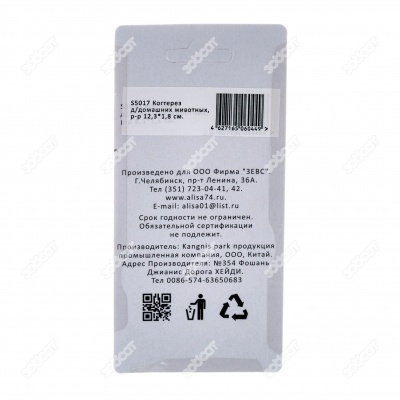 S5017 Когтерез
д/домашних животных,
р-р 12,3*1,8 см.
4627165060449
Произведено для ООО Фирма "ЗЕВС".
Г.Челябинск, пр-т Ленина, 36А.
Тел (351) 723-04-41, 42.
www.alisa74.ru.
E-mail: alisa01@list.ru
Срок годности не ограничен.
Обязательной сертификации
не подлежит.
Производитель: Kangnis park продукция
промышленная компания, ООО, Китай.
Адрес Производителя: №354 Фошань
Джианис Дорога ХЕЙДИ.
Тел 0086-574-63650683